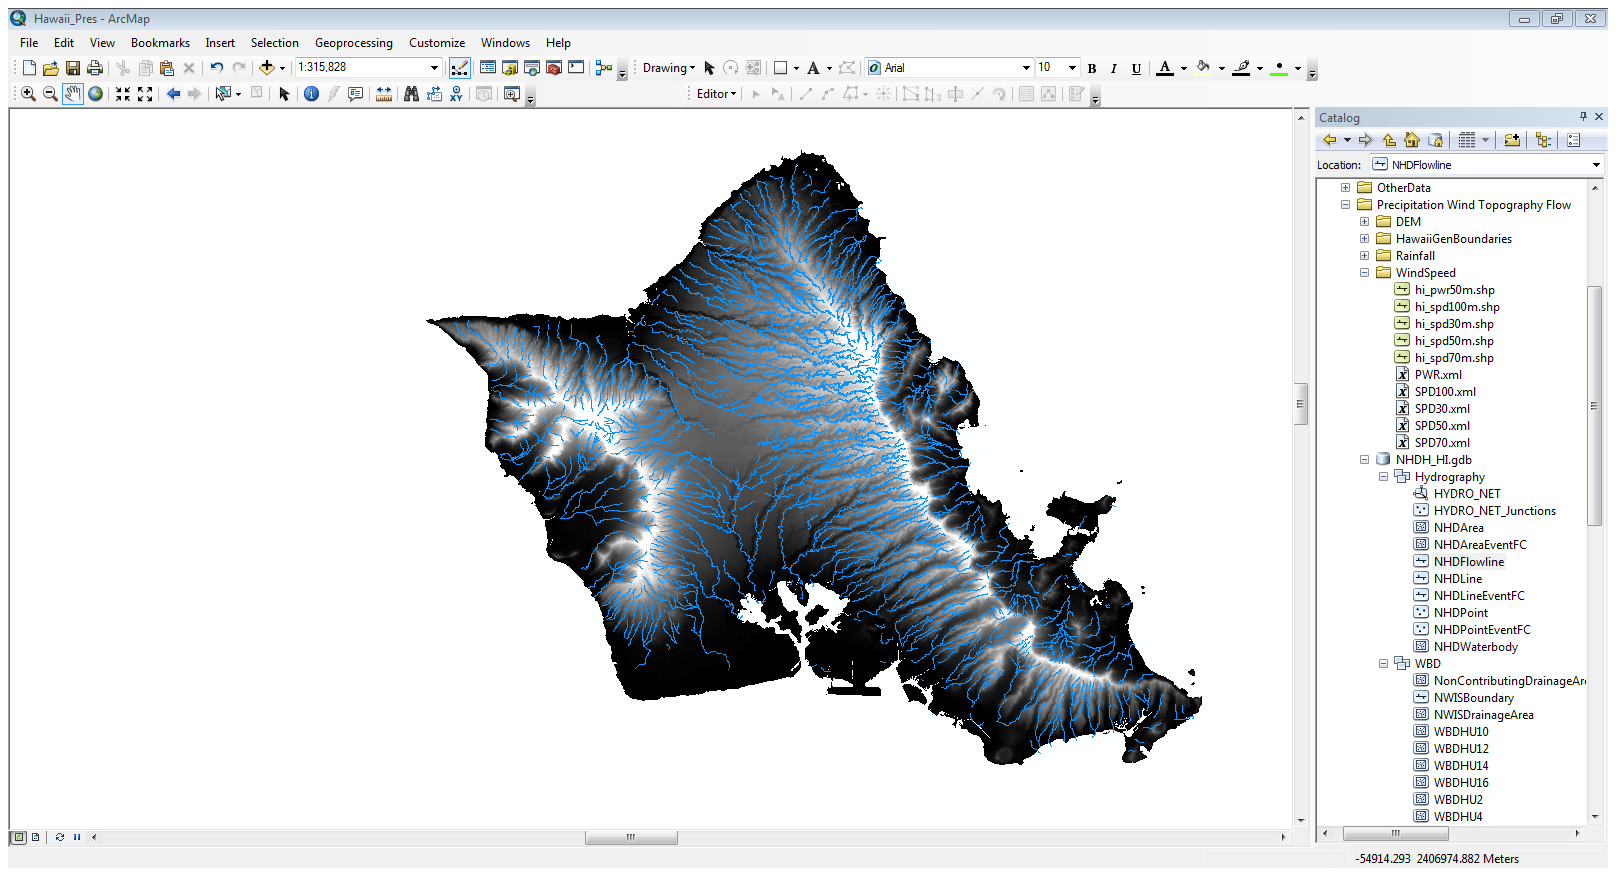 Hawaii_Pres - ArcMap
File Edit View Bookmarks Insert Selection Geoprocessing Customize Windows Help
1:315,828 Drawing A Arial 10 B I U A
Editor
Catalog
Location: NHDFlowline
OtherData
Precipitation Wind Topography Flow
DEM
HawaiiGenBoundaries
Rainfall
WindSpeed
hi_pwr50m.shp
hi_spd100m.shp
hi_spd30m.shp
hi_spd50m.shp
hi_spd70m.shp
PWR.xml
SPD100.xml
SPD30.xml
SPD50.xml
SPD70.xml
NHDH_HI.gdb
Hydrography
HYDRO_NET
HYDRO_NET_Junctions
NHDArea
NHDAreaEventFC
NHDFlowline
NHDLine
NHDLineEventFC
NHDPoint
NHDPointEventFC
NHDWaterbody
WBD
NonContributingDrainageAre
NWISBoundary
NWISDrainageArea
WBDHU10
WBDHU12
WBDHU14
WBDHU16
WBDHU2
WBDHU4
-54914.293 2406974.882 Meters